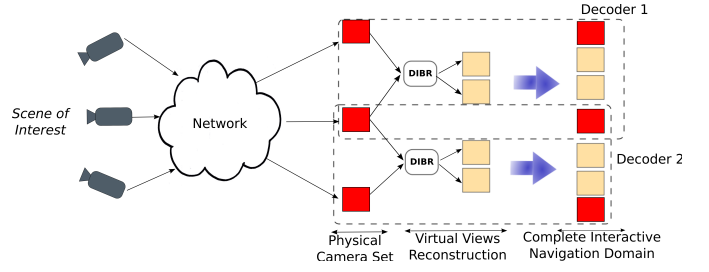 Decoder 1
DIBR
Scene of
Interest
Network
DIBR
Decoder 2
Physical
Camera Set
Virtual Views
Reconstruction
Complete Interactive
Navigation Domain